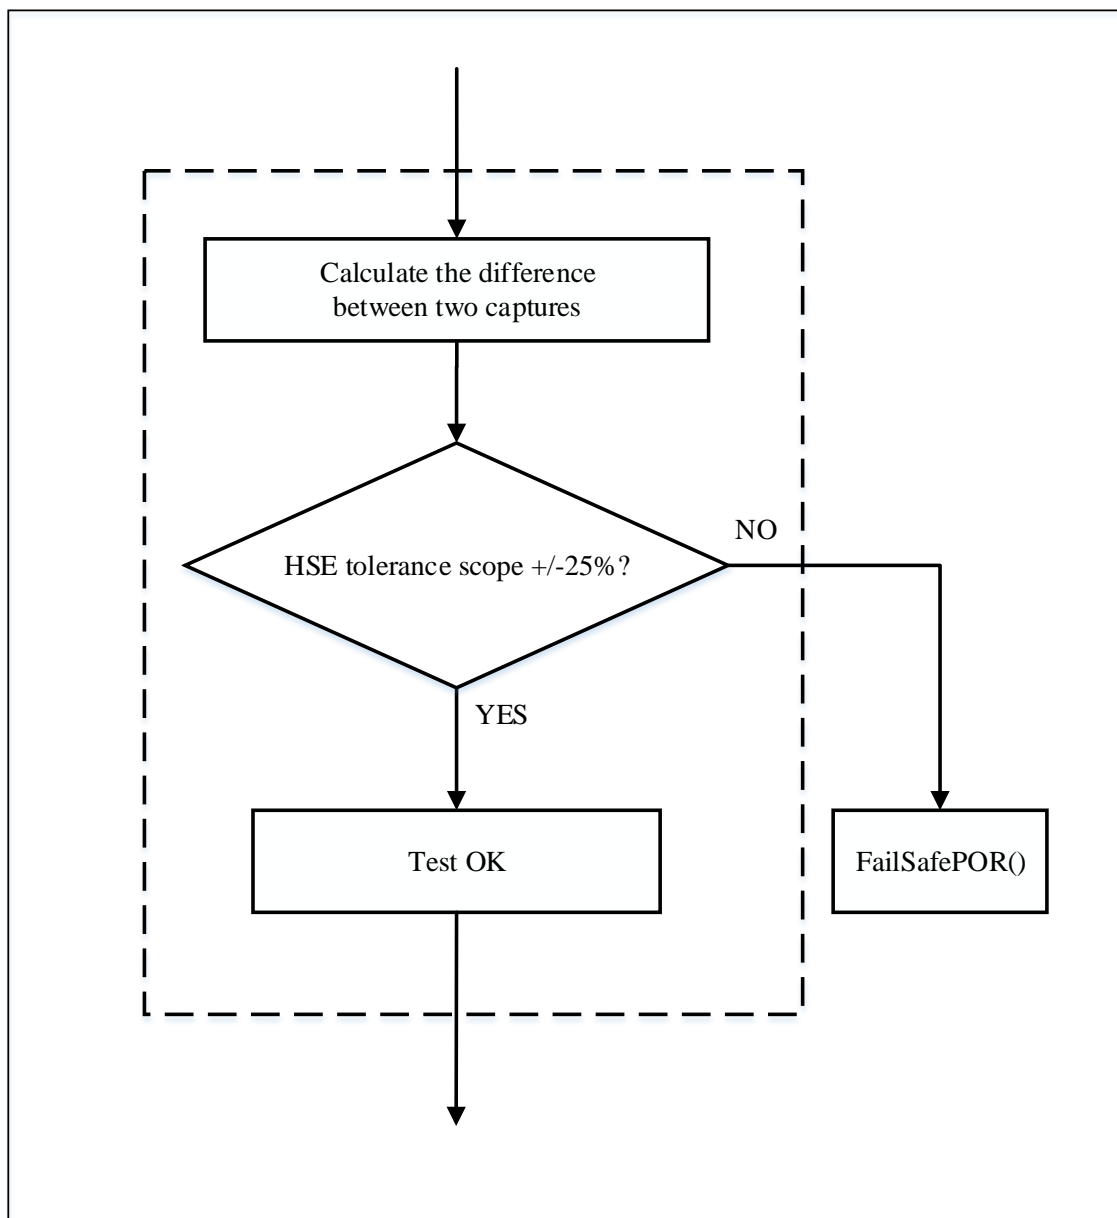 Calculate the difference
between two captures
NO
HSE tolerance scope +/-25%?
YES
Test OK
FailSafePOR()